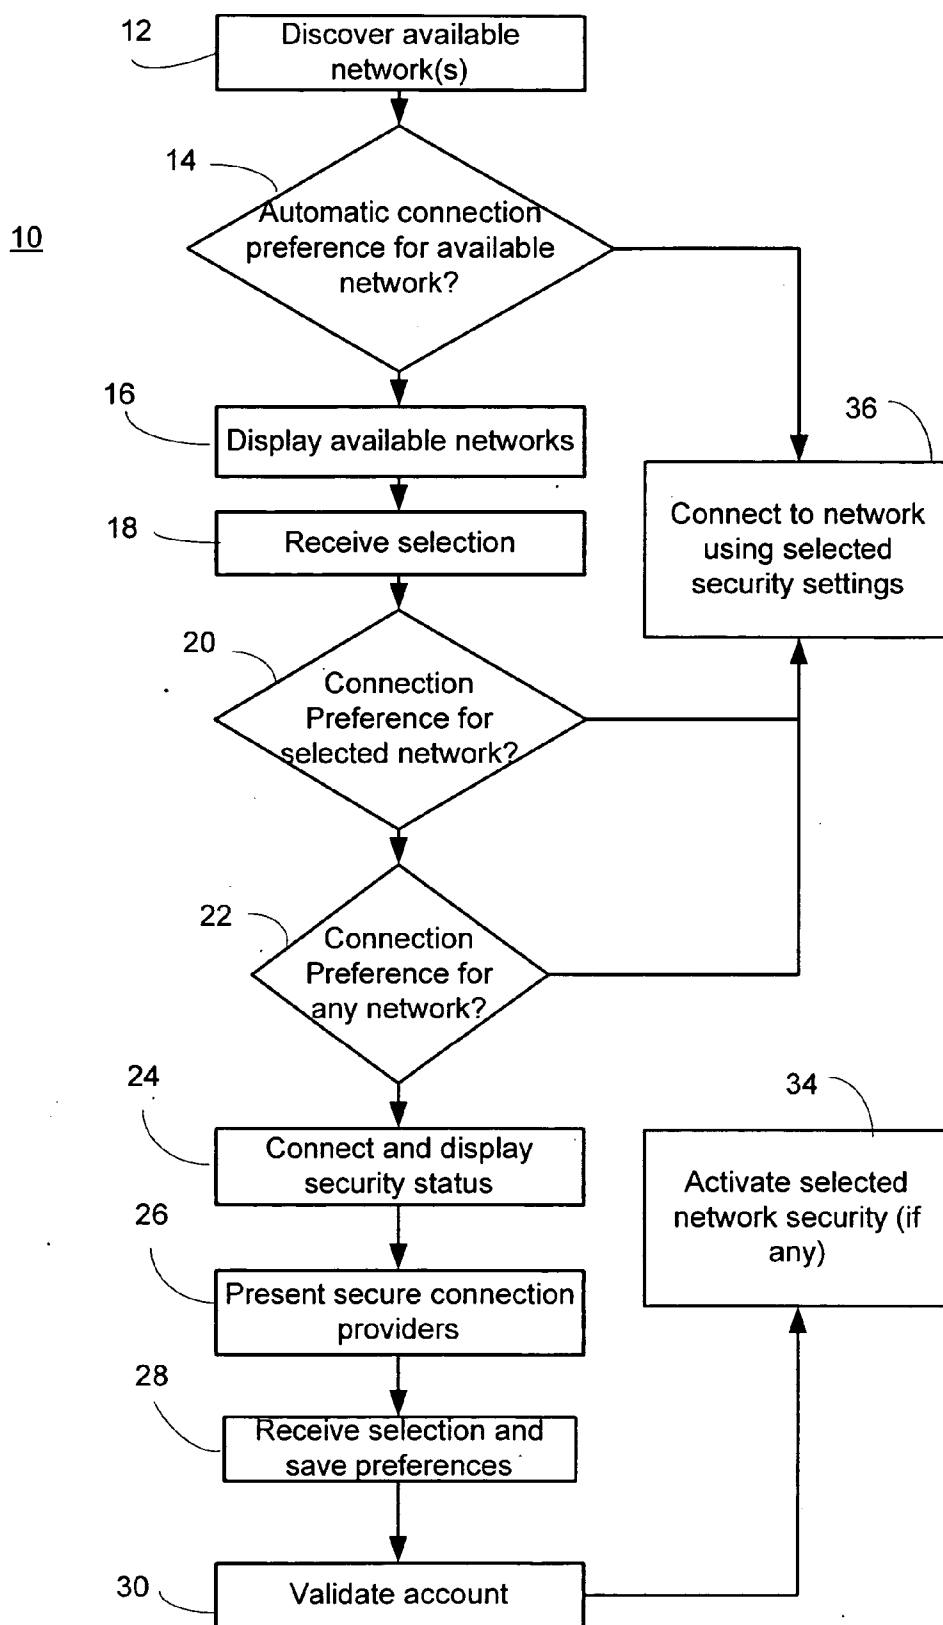 12
Discover available
network(s)
14
Automatic connection
preference for available
network?
10
16
Display available networks
36
Connect to network
using selected
security settings
18
Receive selection
20
Connection
Preference for
selected network?
22
Connection
Preference for
any network?
24
Connect and display
security status
34
Activate selected
network security (if
any)
26
Present secure connection
providers
28
Receive selection and
save preferences
30
Validate account